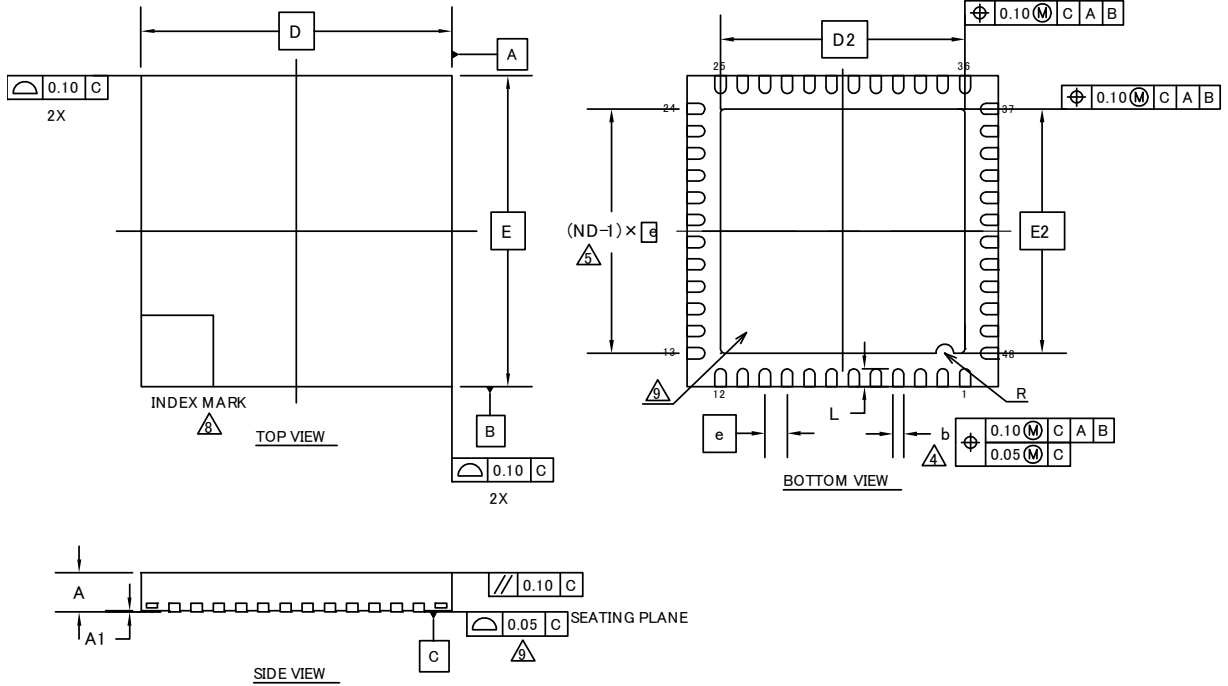 D
A
⌓ 0.10 C
2X
E
INDEX MARK
8
TOP VIEW
B
⌓ 0.10 C
2X
⌖ 0.10 Ⓜ C A B
D2
25
36
⌖ 0.10 Ⓜ C A B
24
37
(ND-1)× e
5
E2
13
48
9
12
1
L
R
e
b
4
⌖ 0.10 Ⓜ C A B
0.05 Ⓜ C
BOTTOM VIEW
A
// 0.10 C
A1
⌓ 0.05 C SEATING PLANE
9
C
SIDE VIEW